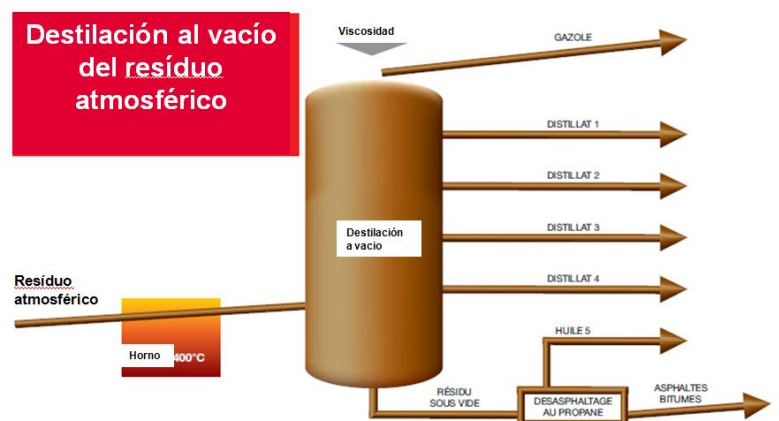 Destilación al vacío
del resíduo
atmosférico
Viscosidad
GAZOLE
DISTILLAT 1
DISTILLAT 2
DISTILLAT 3
DISTILLAT 4
Destilación
a vacio
Resíduo
atmosférico
Horno
400°C
HUILE 5
RÉSIDU
SOUS VIDE
DESASPHALTAGE
AU PROPANE
ASPHALTES
BITUMES